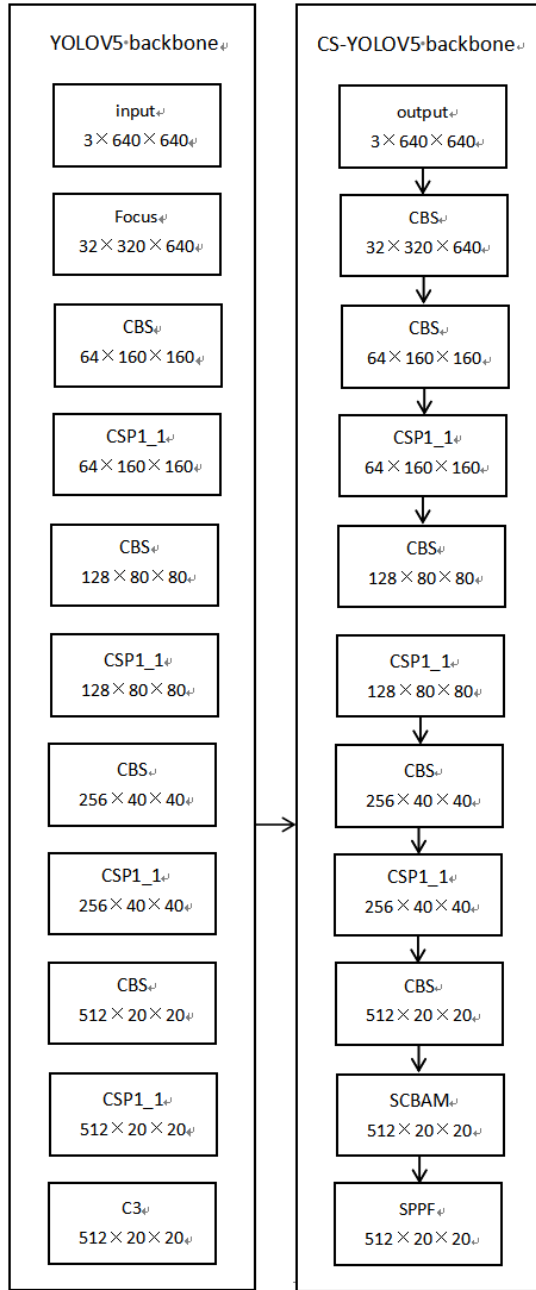 YOLOV5 backbone
input
3×640×640
Focus
32×320×640
CBS
64×160×160
CSP1_1
64×160×160
CBS
128×80×80
CSP1_1
128×80×80
CBS
256×40×40
CSP1_1
256×40×40
CBS
512×20×20
CSP1_1
512×20×20
C3
512×20×20
CS-YOLOV5 backbone
output
3×640×640
CBS
32×320×640
CBS
64×160×160
CSP1_1
64×160×160
CBS
128×80×80
CSP1_1
128×80×80
CBS
256×40×40
CSP1_1
256×40×40
CBS
512×20×20
SCBAM
512×20×20
SPPF
512×20×20